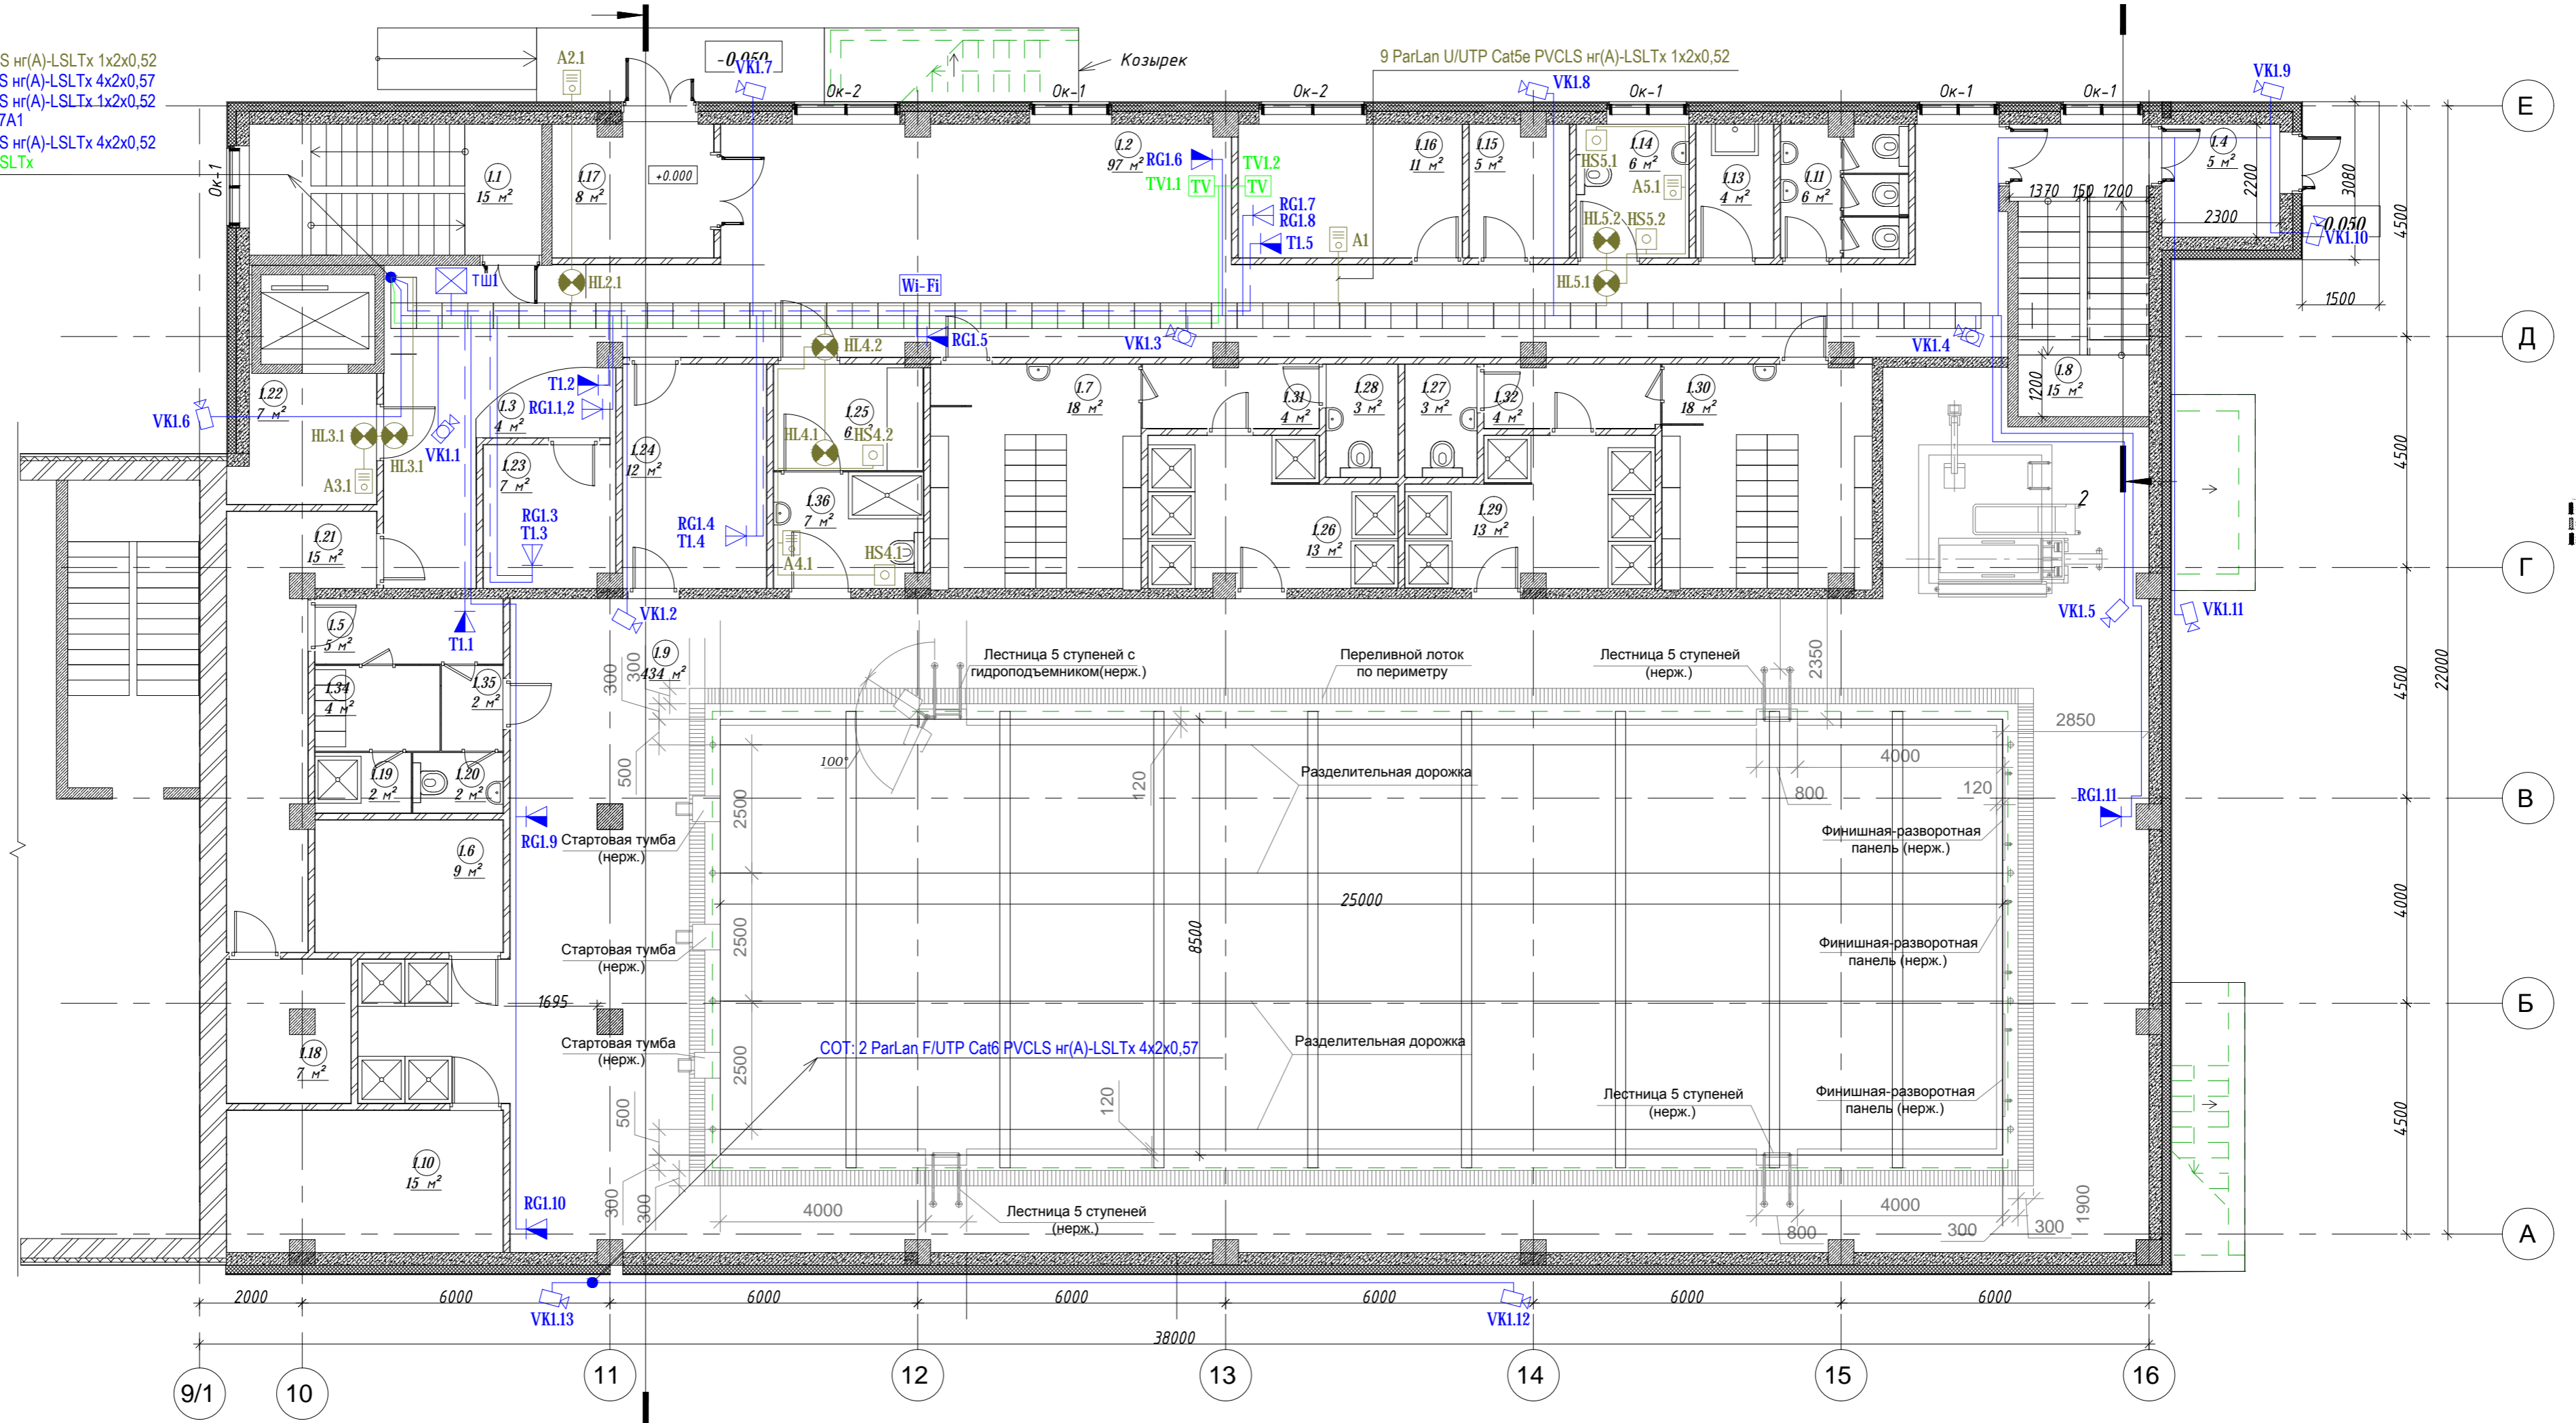 S нг(А)-LSLTx 1x2x0,52
S нг(А)-LSLTx 4x2x0,57
S нг(А)-LSLTx 1x2x0,52
7А1
S нг(А)-LSLTx 4x2x0,52
SLTx
A2.1
-0,050
VK1.7
Козырек
9 ParLan U/UTP Cat5e PVCLS нг(А)-LSLTx 1x2x0,52
VK1.8
VK1.9
Ок-2
Ок-1
Ок-2
Ок-1
Ок-1
Ок-1
Е
Ок-1
1.1
15 м²
1.17
8 м²
+0.000
1.2
97 м²
RG1.6
TV1.2
TV1.1
TV
TV
1.16
11 м²
1.15
5 м²
HS5.1
1.14
6 м²
A5.1
1.13
4 м²
1.11
6 м²
1.4
5 м²
2200
3080
1370
150
1200
2300
-0,050
VK1.10
4500
RG1.7
RG1.8
T1.5
A1
HL5.2
HS5.2
HL5.1
ТШ1
HL2.1
Wi-Fi
1500
HL4.2
RG1.5
VK1.3
VK1.4
Д
1.22
7 м²
VK1.6
HL3.1
HL3.1
VK1.1
A3.1
1.3
4 м²
T1.2
RG1.1,2
1.23
7 м²
1.24
12 м²
1.25
6
HL4.1
HS4.2
1.7
18 м²
1.31
4 м²
1.28
3 м²
1.27
3 м²
1.32
4 м²
1.30
18 м²
1.8
15 м²
1200
4500
2
1.21
15 м²
RG1.3
T1.3
RG1.4
T1.4
1.36
7 м²
A4.1
HS4.1
1.26
13 м²
1.29
13 м²
Г
1.5
5 м²
T1.1
VK1.2
VK1.5
VK1.11
1.9
434 м²
300
300
Лестница 5 ступеней с
гидроподъемником(нерж.)
Переливной лоток
по периметру
Лестница 5 ступеней
(нерж.)
2350
4500
22000
1.34
4 м²
1.35
2 м²
2850
500
100°
120
Разделительная дорожка
4000
800
120
1.19
2 м²
1.20
2 м²
RG1.9
2500
Стартовая тумба
(нерж.)
RG1.11
В
Финишная-разворотная
панель (нерж.)
1.6
9 м²
25000
8500
4000
Стартовая тумба
(нерж.)
2500
Финишная-разворотная
панель (нерж.)
1695
Б
1.18
7 м²
Стартовая тумба
(нерж.)
2500
СОТ: 2 ParLan F/UTP Cat6 PVCLS нг(А)-LSLTx 4x2x0,57
Разделительная дорожка
500
120
Лестница 5 ступеней
(нерж.)
Финишная-разворотная
панель (нерж.)
4500
1.10
15 м²
RG1.10
300
300
4000
Лестница 5 ступеней
(нерж.)
4000
800
300
300
1900
А
2000
6000
6000
6000
6000
6000
6000
VK1.13
VK1.12
38000
9/1
10
11
12
13
14
15
16